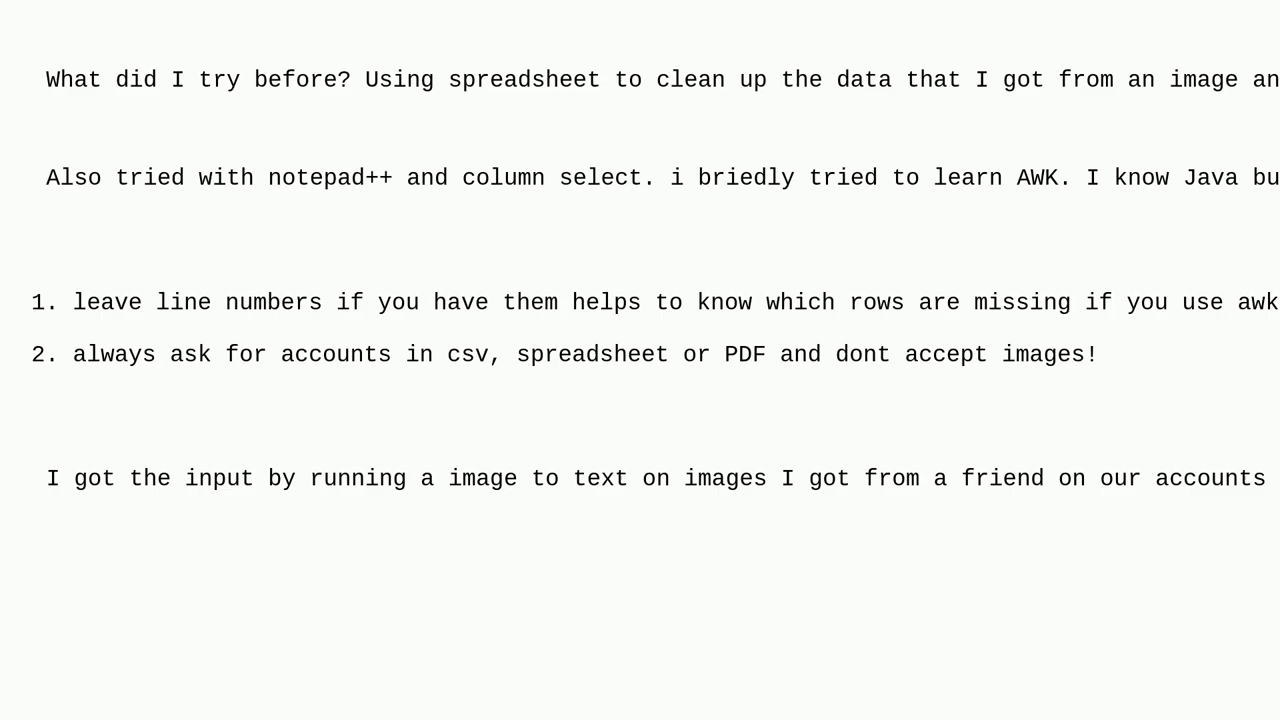 What did I try before? Using spreadsheet to clean up the data that I got from an image an
Also tried with notepad++ and column select. i briedly tried to learn AWK. I know Java bu
1. leave line numbers if you have them helps to know which rows are missing if you use awk
2. always ask for accounts in csv, spreadsheet or PDF and dont accept images!
I got the input by running a image to text on images I got from a friend on our accounts